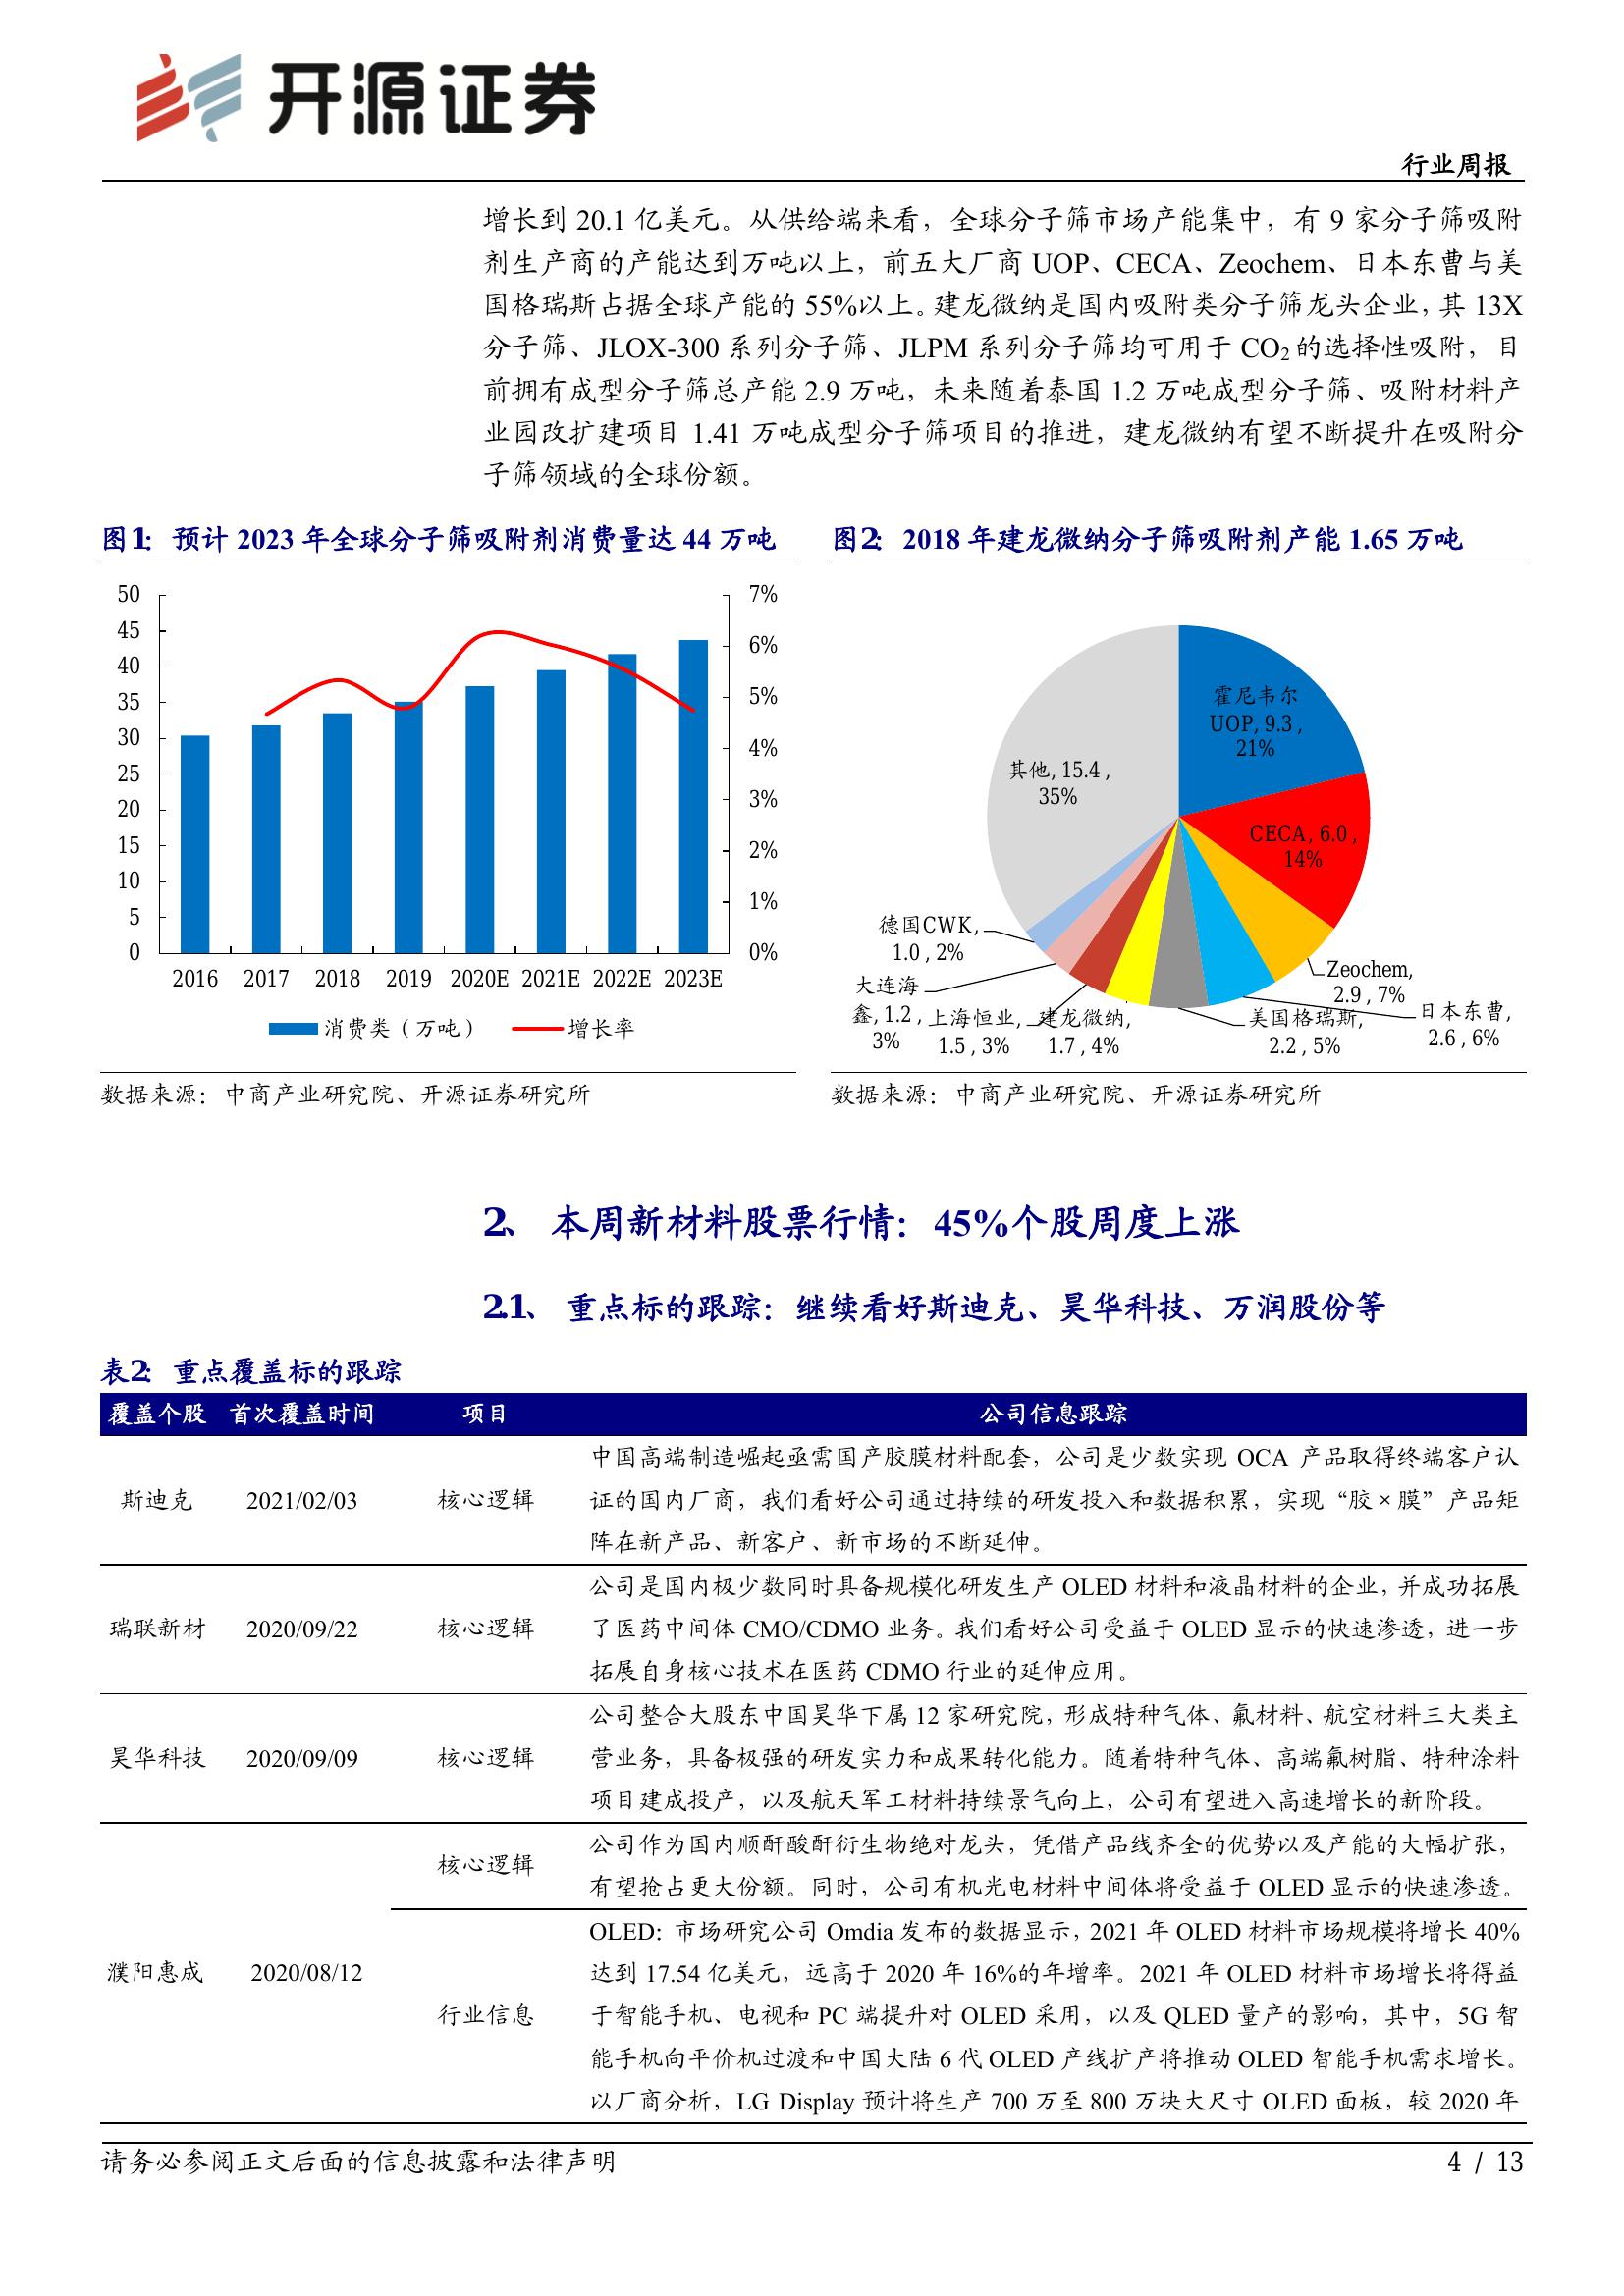 开源证券
行业周报
增长到 20.1 亿美元。从供给端来看，全球分子筛市场产能集中，有 9 家分子筛吸附
剂生产商的产能达到万吨以上，前五大厂商 UOP、CECA、Zeochem、日本东曹与美
国格瑞斯占据全球产能的 55%以上。建龙微纳是国内吸附类分子筛龙头企业，其 13X
分子筛、JLOX-300 系列分子筛、JLPM 系列分子筛均可用于 CO₂的选择性吸附，目
前拥有成型分子筛总产能 2.9 万吨，未来随着泰国 1.2 万吨成型分子筛、吸附材料产
业园改扩建项目 1.41 万吨成型分子筛项目的推进，建龙微纳有望不断提升在吸附分
子筛领域的全球份额。
图1：预计 2023 年全球分子筛吸附剂消费量达 44 万吨
50
45
40
35
30
25
20
15
10
5
0
7%
6%
5%
4%
3%
2%
1%
0%
2016 2017 2018 2019 2020E 2021E 2022E 2023E
消费类（万吨） 增长率
数据来源：中商产业研究院、开源证券研究所
图2：2018 年建龙微纳分子筛吸附剂产能 1.65 万吨
霍尼韦尔
UOP, 9.3 ,
21%
CECA, 6.0 ,
14%
Zeochem,
2.9 , 7%
日本东曹,
2.6 , 6%
美国格瑞斯,
2.2 , 5%
建龙微纳,
1.7 , 4%
上海恒业,
1.5 , 3%
大连海
鑫, 1.2 ,
3%
德国CWK,
1.0 , 2%
其他, 15.4 ,
35%
数据来源：中商产业研究院、开源证券研究所
2、 本周新材料股票行情：45%个股周度上涨
2.1、 重点标的跟踪：继续看好斯迪克、昊华科技、万润股份等
表2：重点覆盖标的跟踪
覆盖个股 首次覆盖时间 项目 公司信息跟踪
斯迪克 2021/02/03 核心逻辑
中国高端制造崛起亟需国产胶膜材料配套，公司是少数实现 OCA 产品取得终端客户认
证的国内厂商，我们看好公司通过持续的研发投入和数据积累，实现“胶×膜”产品矩
阵在新产品、新客户、新市场的不断延伸。
瑞联新材 2020/09/22 核心逻辑
公司是国内极少数同时具备规模化研发生产 OLED 材料和液晶材料的企业，并成功拓展
了医药中间体 CMO/CDMO 业务。我们看好公司受益于 OLED 显示的快速渗透，进一步
拓展自身核心技术在医药 CDMO 行业的延伸应用。
昊华科技 2020/09/09 核心逻辑
公司整合大股东中国昊华下属 12 家研究院，形成特种气体、氟材料、航空材料三大类主
营业务，具备极强的研发实力和成果转化能力。随着特种气体、高端氟树脂、特种涂料
项目建成投产，以及航天军工材料持续景气向上，公司有望进入高速增长的新阶段。
濮阳惠成 2020/08/12
核心逻辑
公司作为国内顺酐酸酐衍生物绝对龙头，凭借产品线齐全的优势以及产能的大幅扩张，
有望抢占更大份额。同时，公司有机光电材料中间体将受益于 OLED 显示的快速渗透。
行业信息
OLED：市场研究公司 Omdia 发布的数据显示，2021 年 OLED 材料市场规模将增长 40%
达到 17.54 亿美元，远高于 2020 年 16%的年增率。2021 年 OLED 材料市场增长将得益
于智能手机、电视和 PC 端提升对 OLED 采用，以及 QLED 量产的影响，其中，5G 智
能手机向平价机过渡和中国大陆 6 代 OLED 产线扩产将推动 OLED 智能手机需求增长。
以厂商分析，LG Display 预计将生产 700 万至 800 万块大尺寸 OLED 面板，较 2020 年
请务必参阅正文后面的信息披露和法律声明
4 / 13